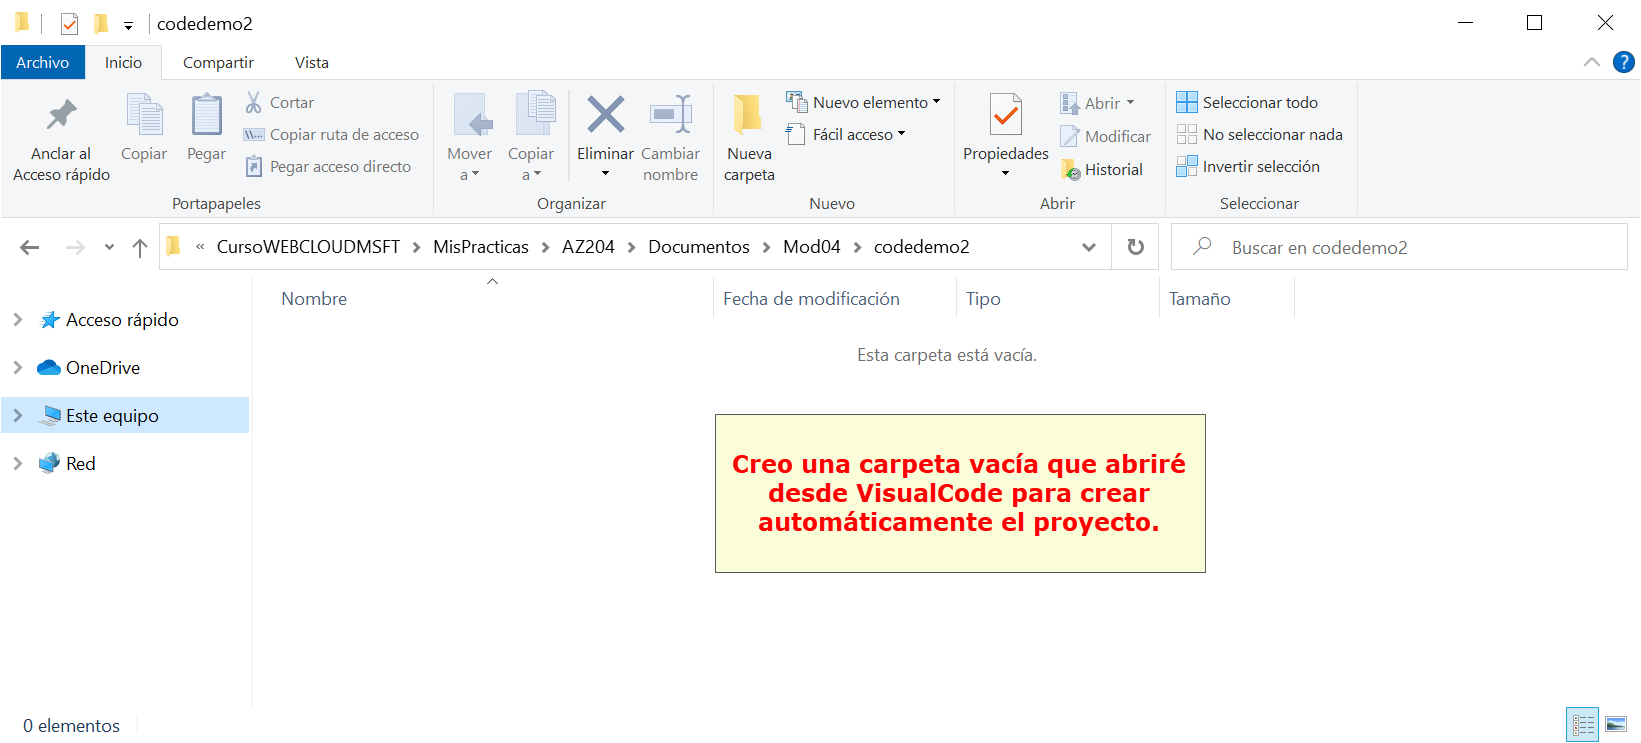 codedemo2
Archivo Inicio Compartir Vista
Anclar al
Acceso rápido
Copiar
Pegar
Cortar
Copiar ruta de acceso
Pegar acceso directo
Portapapeles
Mover
a
Copiar
a
Eliminar
Cambiar
nombre
Organizar
Nueva
carpeta
Nuevo elemento
Fácil acceso
Nuevo
Propiedades
Abrir
Modificar
Historial
Abrir
Seleccionar todo
No seleccionar nada
Invertir selección
Seleccionar
« CursoWEBCLOUDMSFT > MisPracticas > AZ204 > Documentos > Mod04 > codedemo2
Buscar en codedemo2
Nombre Fecha de modificación Tipo Tamaño
Acceso rápido
OneDrive
Este equipo
Red
Esta carpeta está vacía.
Creo una carpeta vacía que abriré
desde VisualCode para crear
automáticamente el proyecto.
0 elementos